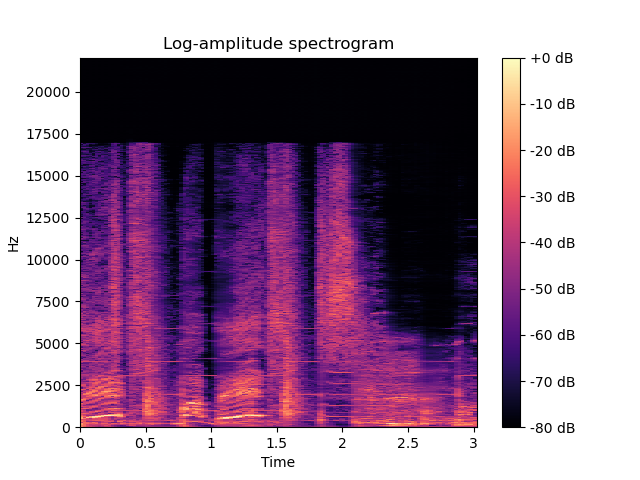 Log-amplitude spectrogram
+0 dB
20000
-10 dB
17500
-20 dB
15000
-30 dB
12500
Hz
-40 dB
10000
-50 dB
7500
-60 dB
5000
2500
-70 dB
0
-80 dB
0 0.5 1 1.5 2 2.5 3
Time